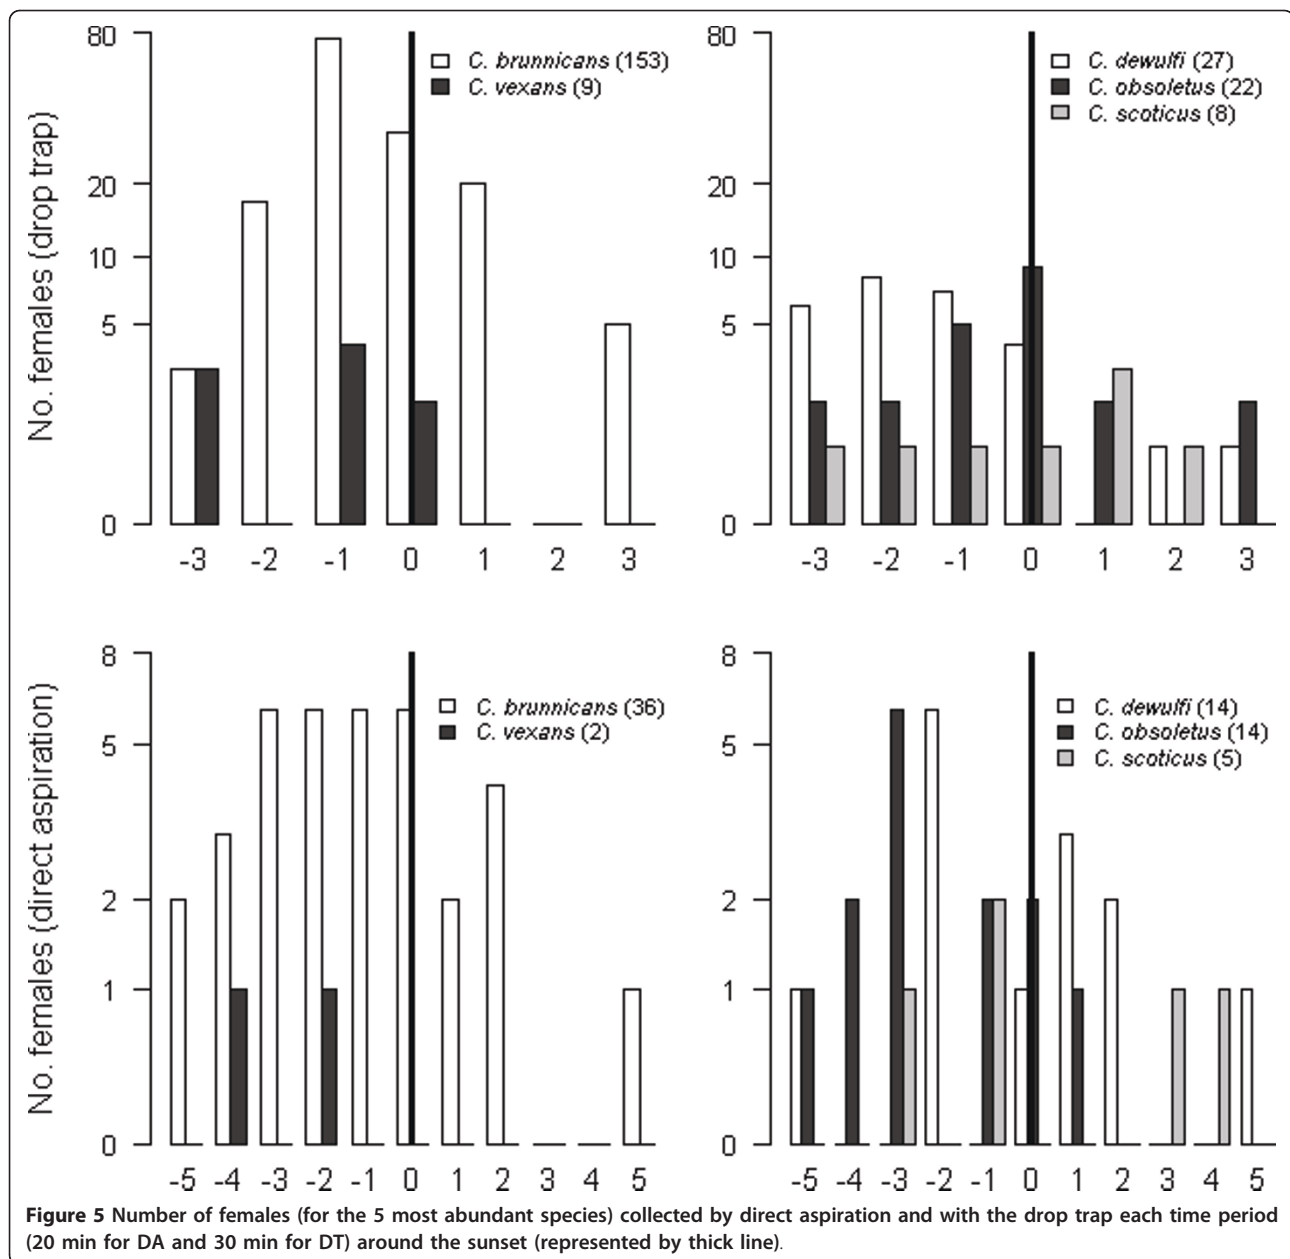 No. females (drop trap)
80
20
10
5
0
C. brunnicans (153)
C. vexans (9)
-3 -2 -1 0 1 2 3
80
20
10
5
0
C. dewulfi (27)
C. obsoletus (22)
C. scoticus (8)
-3 -2 -1 0 1 2 3
No. females (direct aspiration)
8
5
2
1
0
C. brunnicans (36)
C. vexans (2)
-5 -4 -3 -2 -1 0 1 2 3 4 5
8
5
2
1
0
C. dewulfi (14)
C. obsoletus (14)
C. scoticus (5)
-5 -4 -3 -2 -1 0 1 2 3 4 5
Figure 5 Number of females (for the 5 most abundant species) collected by direct aspiration and with the drop trap each time period
(20 min for DA and 30 min for DT) around the sunset (represented by thick line).